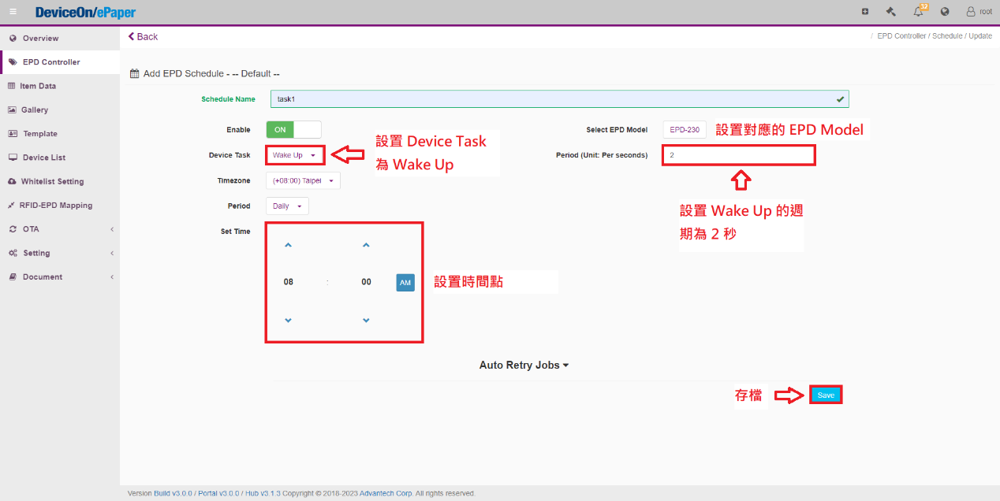 DeviceOn/ePaper
32
root
Overview
EPD Controller
Item Data
Gallery
Template
Device List
Whitelist Setting
RFID-EPD Mapping
OTA
Setting
Document
Back
/ EPD Controller / Schedule / Update
Add EPD Schedule - -- Default --
Schedule Name
task1
Enable
ON
Select EPD Model
EPD-230
設置對應的 EPD Model
Device Task
Wake Up
設置 Device Task
為 Wake Up
Period (Unit: Per seconds)
2
設置 Wake Up 的週
期為 2 秒
Timezone
(+08:00) Taipei
Period
Daily
Set Time
08 : 00 AM
設置時間點
Auto Retry Jobs
存檔
Save
Version Build v3.0.0 / Portal v3.0.0 / Hub v3.1.3 Copyright © 2018-2023 Advantech Corp. All rights reserved.